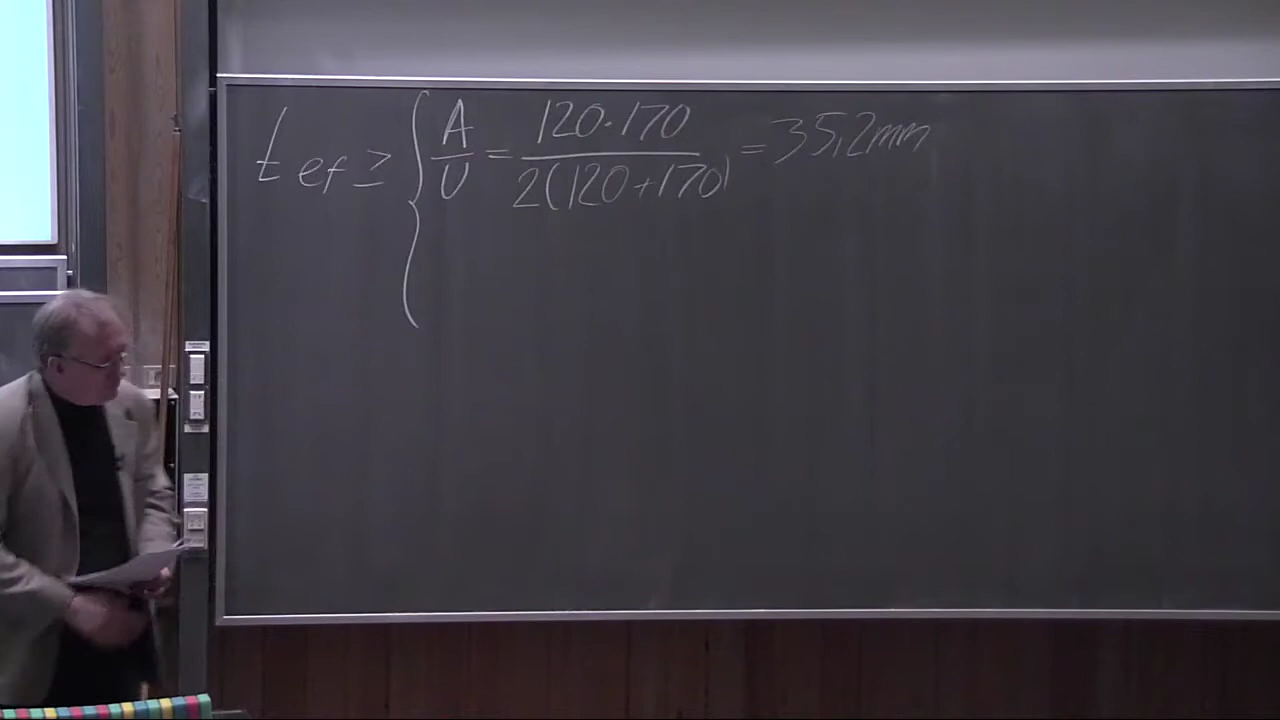 t ef ≥ { A/U = 120·170 / 2(120+170) = 35,2mm